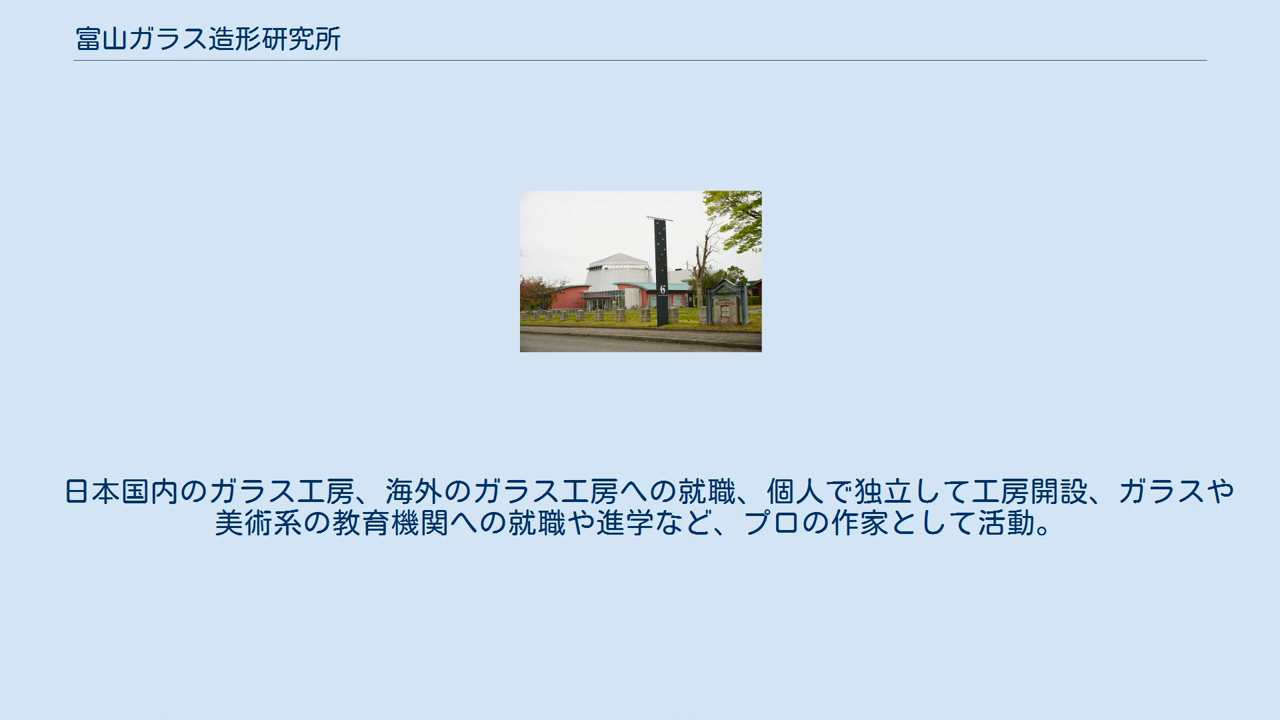 富山ガラス造形研究所
6
日本国内のガラス工房、海外のガラス工房への就職、個人で独立して工房開設、ガラスや
美術系の教育機関への就職や進学など、プロの作家として活動。